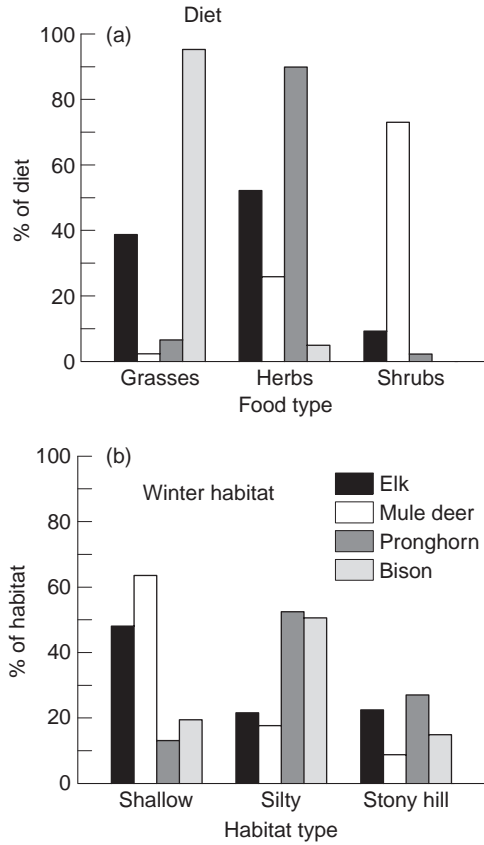 Diet
(a)
100
80
60
40
20
0
% of diet
Grasses Herbs Shrubs
Food type
(b)
Winter habitat
Elk
Mule deer
Pronghorn
Bison
100
80
60
40
20
0
% of habitat
Shallow Silty Stony hill
Habitat type